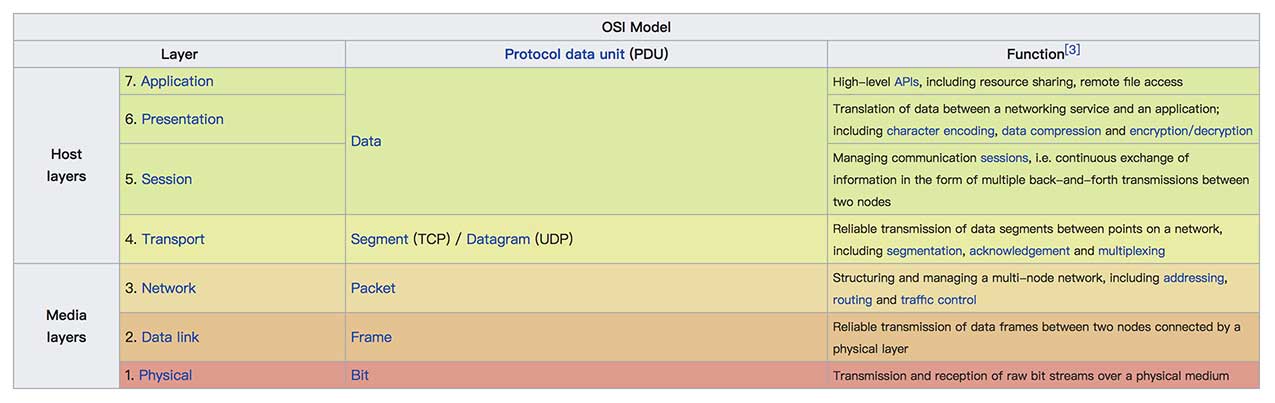 OSI Model
Layer
Protocol data unit (PDU)
Function[3]
Host
layers
7. Application
Data
High-level APIs, including resource sharing, remote file access
6. Presentation
Translation of data between a networking service and an application;
including character encoding, data compression and encryption/decryption
5. Session
Managing communication sessions, i.e. continuous exchange of
information in the form of multiple back-and-forth transmissions between
two nodes
4. Transport
Segment (TCP) / Datagram (UDP)
Reliable transmission of data segments between points on a network,
including segmentation, acknowledgement and multiplexing
Media
layers
3. Network
Packet
Structuring and managing a multi-node network, including addressing,
routing and traffic control
2. Data link
Frame
Reliable transmission of data frames between two nodes connected by a
physical layer
1. Physical
Bit
Transmission and reception of raw bit streams over a physical medium